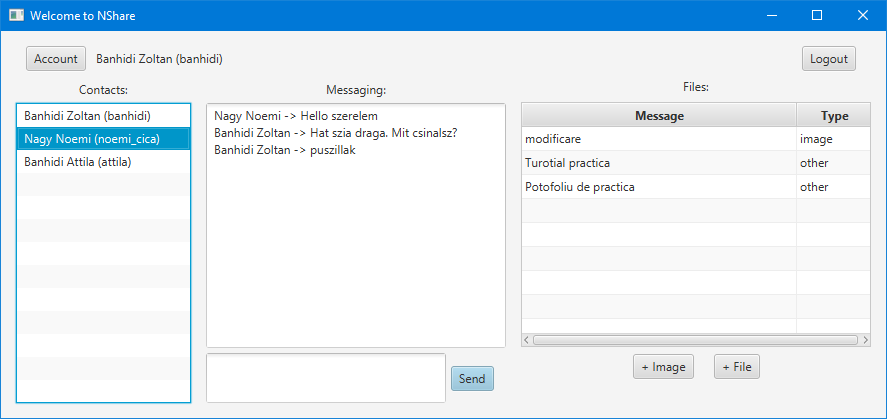 Welcome to NShare
Account Banhidi Zoltan (banhidi) Logout
Contacts:
Banhidi Zoltan (banhidi)
Nagy Noemi (noemi_cica)
Banhidi Attila (attila)
Messaging:
Nagy Noemi -> Hello szerelem
Banhidi Zoltan -> Hat szia draga. Mit csinalsz?
Banhidi Zoltan -> puszillak
Send
Files:
Message Type
modificare image
Turotial practica other
Potofoliu de practica other
+ Image + File